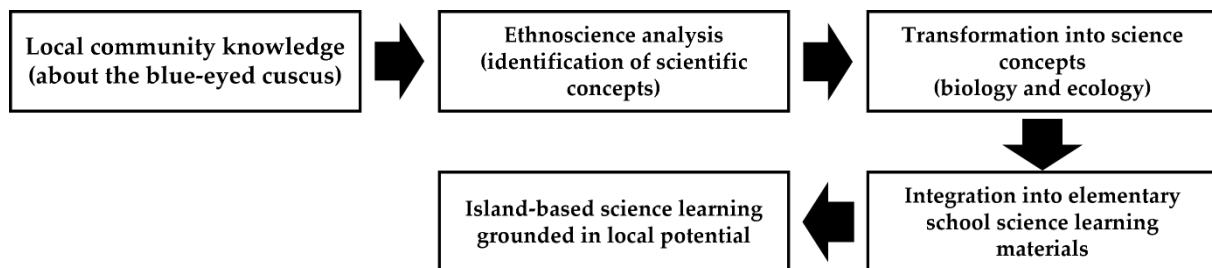 Local community knowledge
(about the blue-eyed cuscus)
Ethnoscience analysis
(identification of scientific
concepts)
Transformation into science
concepts
(biology and ecology)
Integration into elementary
school science learning
materials
Island-based science learning
grounded in local potential